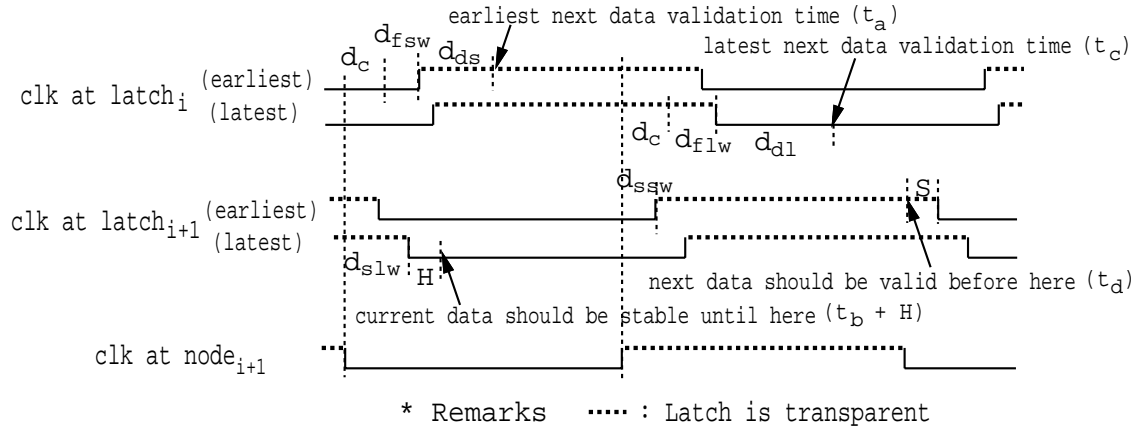 earliest next data validation time (t_a)
d_fsw
d_c
d_ds
latest next data validation time (t_c)
clk at latch_i
(earliest)
(latest)
d_c
d_flw
d_dl
d_ssw
S
clk at latch_i+1
(earliest)
(latest)
d_slw
H
next data should be valid before here (t_d)
current data should be stable until here (t_b + H)
clk at node_i+1
* Remarks : Latch is transparent